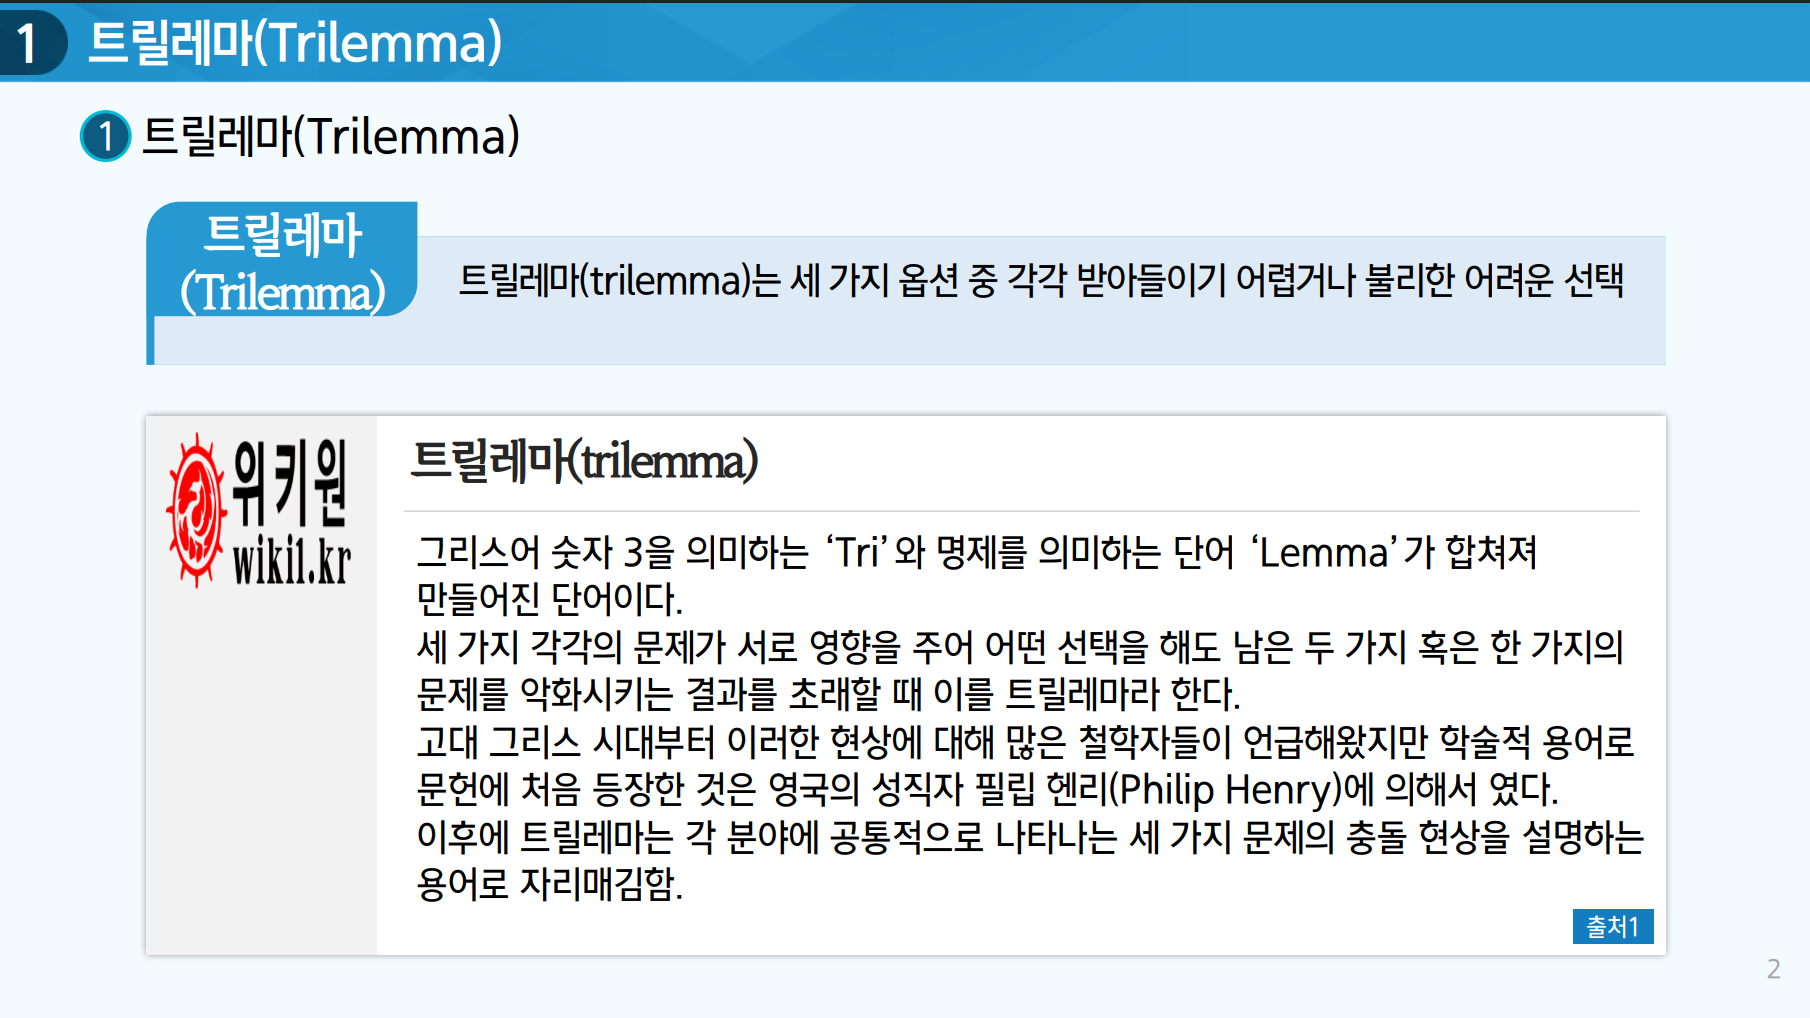 1 트릴레마(Trilemma)
1 트릴레마(Trilemma)
트릴레마
(Trilemma)
트릴레마(trilemma)는 세 가지 옵션 중 각각 받아들이기 어렵거나 불리한 어려운 선택
위키원
wiki1.kr
트릴레마(trilemma)
그리스어 숫자 3을 의미하는 ‘Tri’와 명제를 의미하는 단어 ‘Lemma’가 합쳐져
만들어진 단어이다.
세 가지 각각의 문제가 서로 영향을 주어 어떤 선택을 해도 남은 두 가지 혹은 한 가지의
문제를 악화시키는 결과를 초래할 때 이를 트릴레마라 한다.
고대 그리스 시대부터 이러한 현상에 대해 많은 철학자들이 언급해왔지만 학술적 용어로
문헌에 처음 등장한 것은 영국의 성직자 필립 헨리(Philip Henry)에 의해서 였다.
이후에 트릴레마는 각 분야에 공통적으로 나타나는 세 가지 문제의 충돌 현상을 설명하는
용어로 자리매김함.
출처1
2